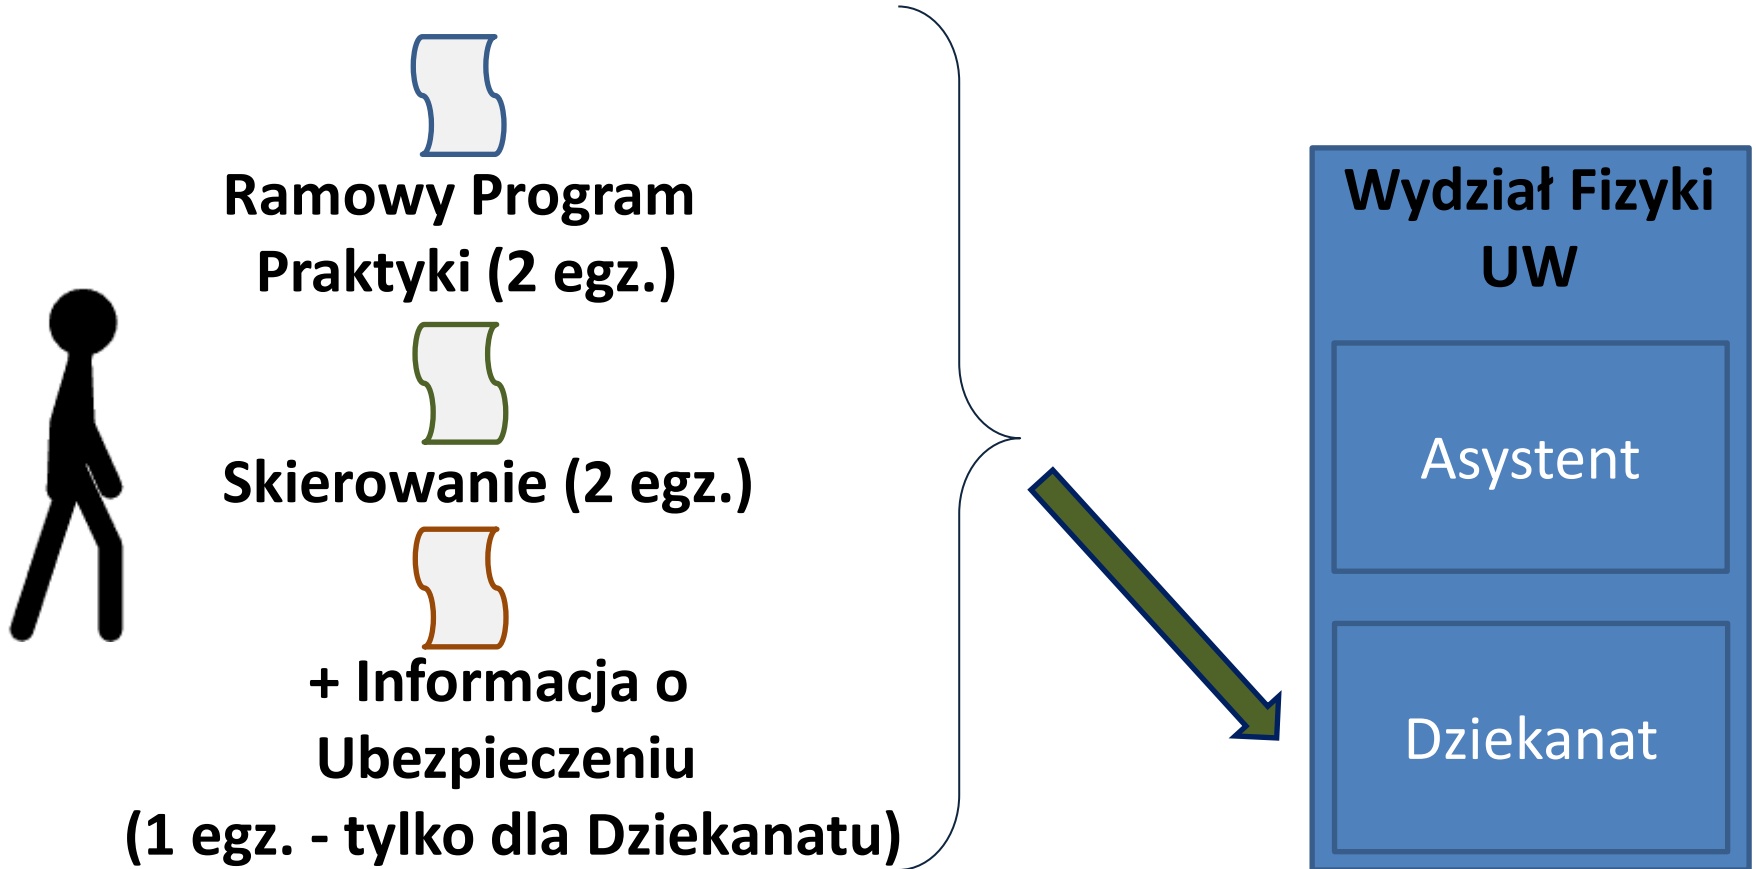 Ramowy Program
Praktyki (2 egz.)
Skierowanie (2 egz.)
+ Informacja o
Ubezpieczeniu
(1 egz. - tylko dla Dziekanatu)
Wydział Fizyki
UW
Asystent
Dziekanat